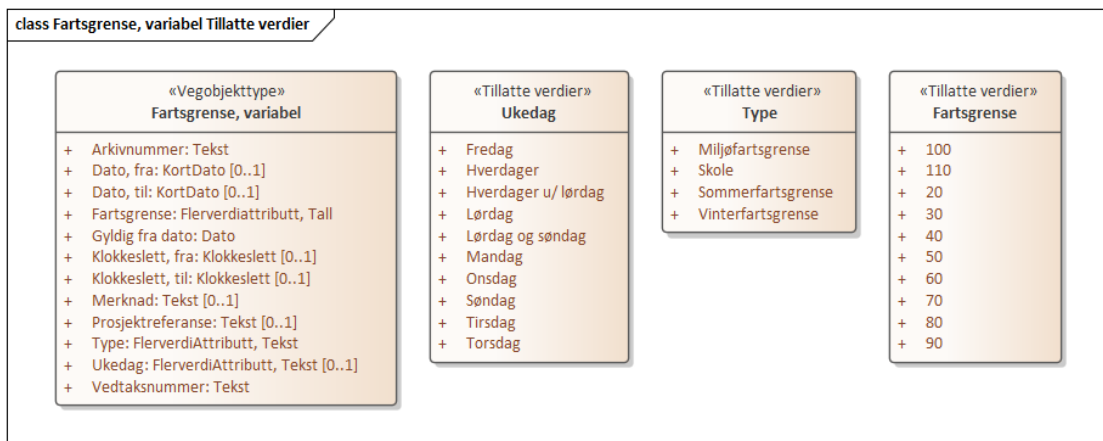 class Fartsgrense, variabel Tillatte verdier
«Vegobjekttype»
Fartsgrense, variabel
+ Arkivnummer: Tekst
+ Dato, fra: KortDato [0..1]
+ Dato, til: KortDato [0..1]
+ Fartsgrense: Flerverdiattributt, Tall
+ Gyldig fra dato: Dato
+ Klokkeslett, fra: Klokkeslett [0..1]
+ Klokkeslett, til: Klokkeslett [0..1]
+ Merknad: Tekst [0..1]
+ Prosjektreferanse: Tekst [0..1]
+ Type: FlerverdiAttributt, Tekst
+ Ukedag: FlerverdiAttributt, Tekst [0..1]
+ Vedtaksnummer: Tekst
«Tillatte verdier»
Ukedag
+ Fredag
+ Hverdager
+ Hverdager u/ lørdag
+ Lørdag
+ Lørdag og søndag
+ Mandag
+ Onsdag
+ Søndag
+ Tirsdag
+ Torsdag
«Tillatte verdier»
Type
+ Miljøfartsgrense
+ Skole
+ Sommerfartsgrense
+ Vinterfartsgrense
«Tillatte verdier»
Fartsgrense
+ 100
+ 110
+ 20
+ 30
+ 40
+ 50
+ 60
+ 70
+ 80
+ 90